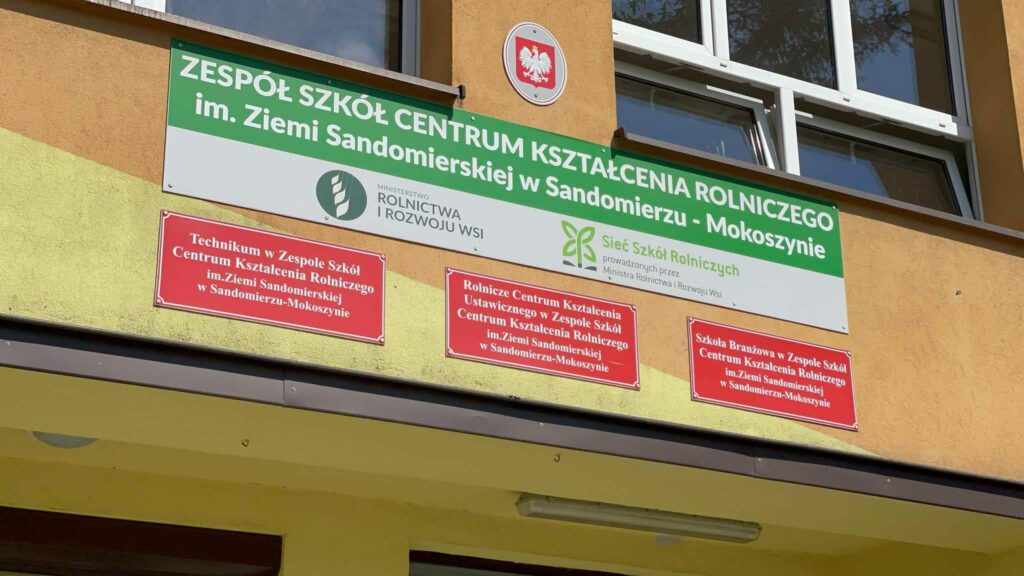 ZESPÓŁ SZKÓŁ CENTRUM KSZTAŁCENIA ROLNICZEGO
im. Ziemi Sandomierskiej w Sandomierzu - Mokoszynie
MINISTERSTWO
ROLNICTWA
I ROZWOJU WSI
Sieć Szkół Rolniczych
prowadzonych przez
Ministra Rolnictwa i Rozwoju Wsi
Technikum w Zespole Szkół
Centrum Kształcenia Rolniczego
im.Ziemi Sandomierskiej
w Sandomierzu-Mokoszynie
Rolnicze Centrum Kształcenia
Ustawicznego w Zespole Szkół
Centrum Kształcenia Rolniczego
im.Ziemi Sandomierskiej
w Sandomierzu-Mokoszynie
Szkoła Branżowa w Zespole Szkół
Centrum Kształcenia Rolniczego
im.Ziemi Sandomierskiej
w Sandomierzu-Mokoszynie